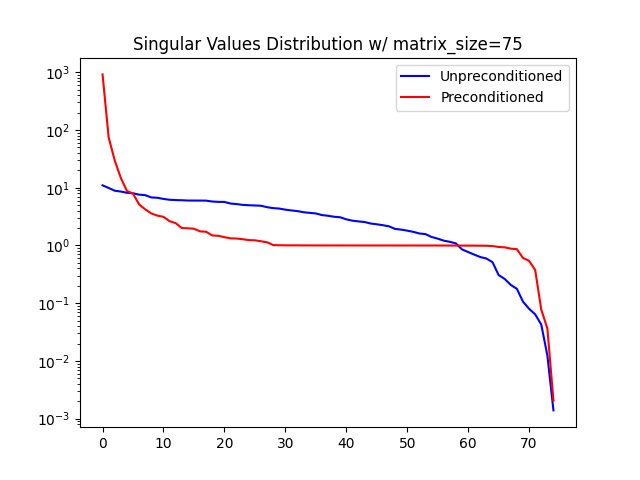 Singular Values Distribution w/ matrix_size=75
Unpreconditioned
Preconditioned
10³
10²
10¹
10⁰
10⁻¹
10⁻²
10⁻³
0 10 20 30 40 50 60 70